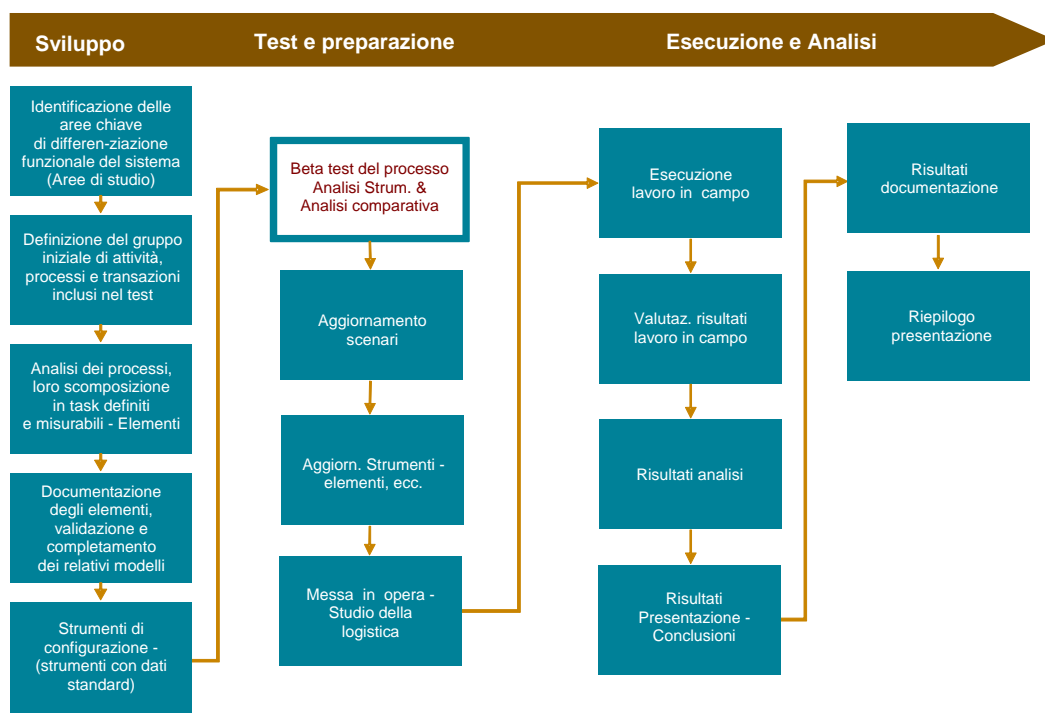 Sviluppo
Test e preparazione
Esecuzione e Analisi
Identificazione delle
aree chiave
di differen-ziazione
funzionale del sistema
(Aree di studio)
Definizione del gruppo
iniziale di attività,
processi e transazioni
inclusi nel test
Analisi dei processi,
loro scomposizione
in task definiti
e misurabili - Elementi
Documentazione
degli elementi,
validazione e
completamento
dei relativi modelli
Strumenti di
configurazione -
(strumenti con dati
standard)
Beta test del processo
Analisi Strum. &
Analisi comparativa
Aggiornamento
scenari
Aggiorn. Strumenti -
elementi, ecc.
Messa in opera -
Studio della
logistica
Esecuzione
lavoro in campo
Valutaz. risultati
lavoro in campo
Risultati analisi
Risultati
Presentazione -
Conclusioni
Risultati
documentazione
Riepilogo
presentazione